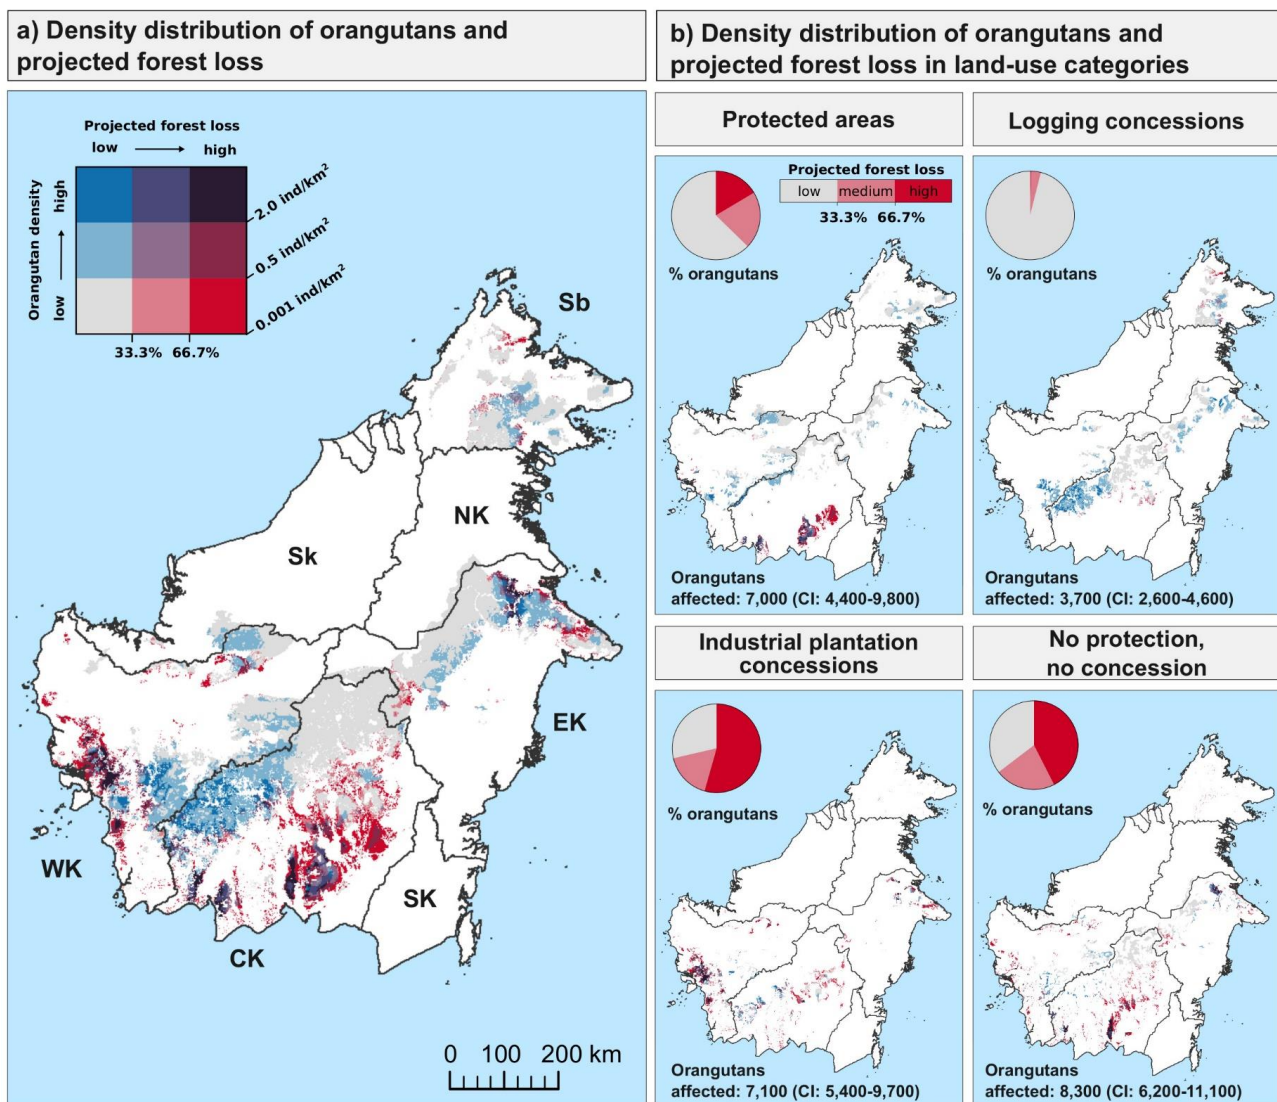 a) Density distribution of orangutans and
projected forest loss
Projected forest loss
low
high
Orangutan density
high
low
2.0 ind/km²
0.5 ind/km²
0.001 ind/km²
33.3%
66.7%
Sb
NK
Sk
EK
WK
SK
CK
0 100 200 km
b) Density distribution of orangutans and
projected forest loss in land-use categories
Protected areas
Projected forest loss
low
medium
high
33.3%
66.7%
% orangutans
Orangutans
affected: 7,000 (CI: 4,400-9,800)
Logging concessions
% orangutans
Orangutans
affected: 3,700 (CI: 2,600-4,600)
Industrial plantation
concessions
% orangutans
Orangutans
affected: 7,100 (CI: 5,400-9,700)
No protection,
no concession
% orangutans
Orangutans
affected: 8,300 (CI: 6,200-11,100)